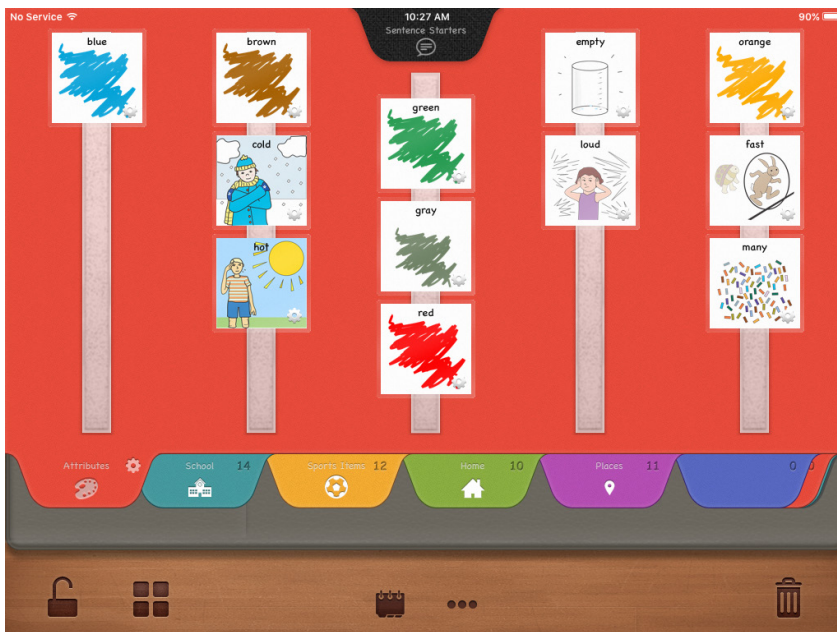 No Service
10:27 AM
90%
Sentence Starters
blue
brown
empty
orange
green
cold
loud
fast
gray
hot
many
red
Attributes
School 14
Sports Items 12
Home 10
Places 11
0
0